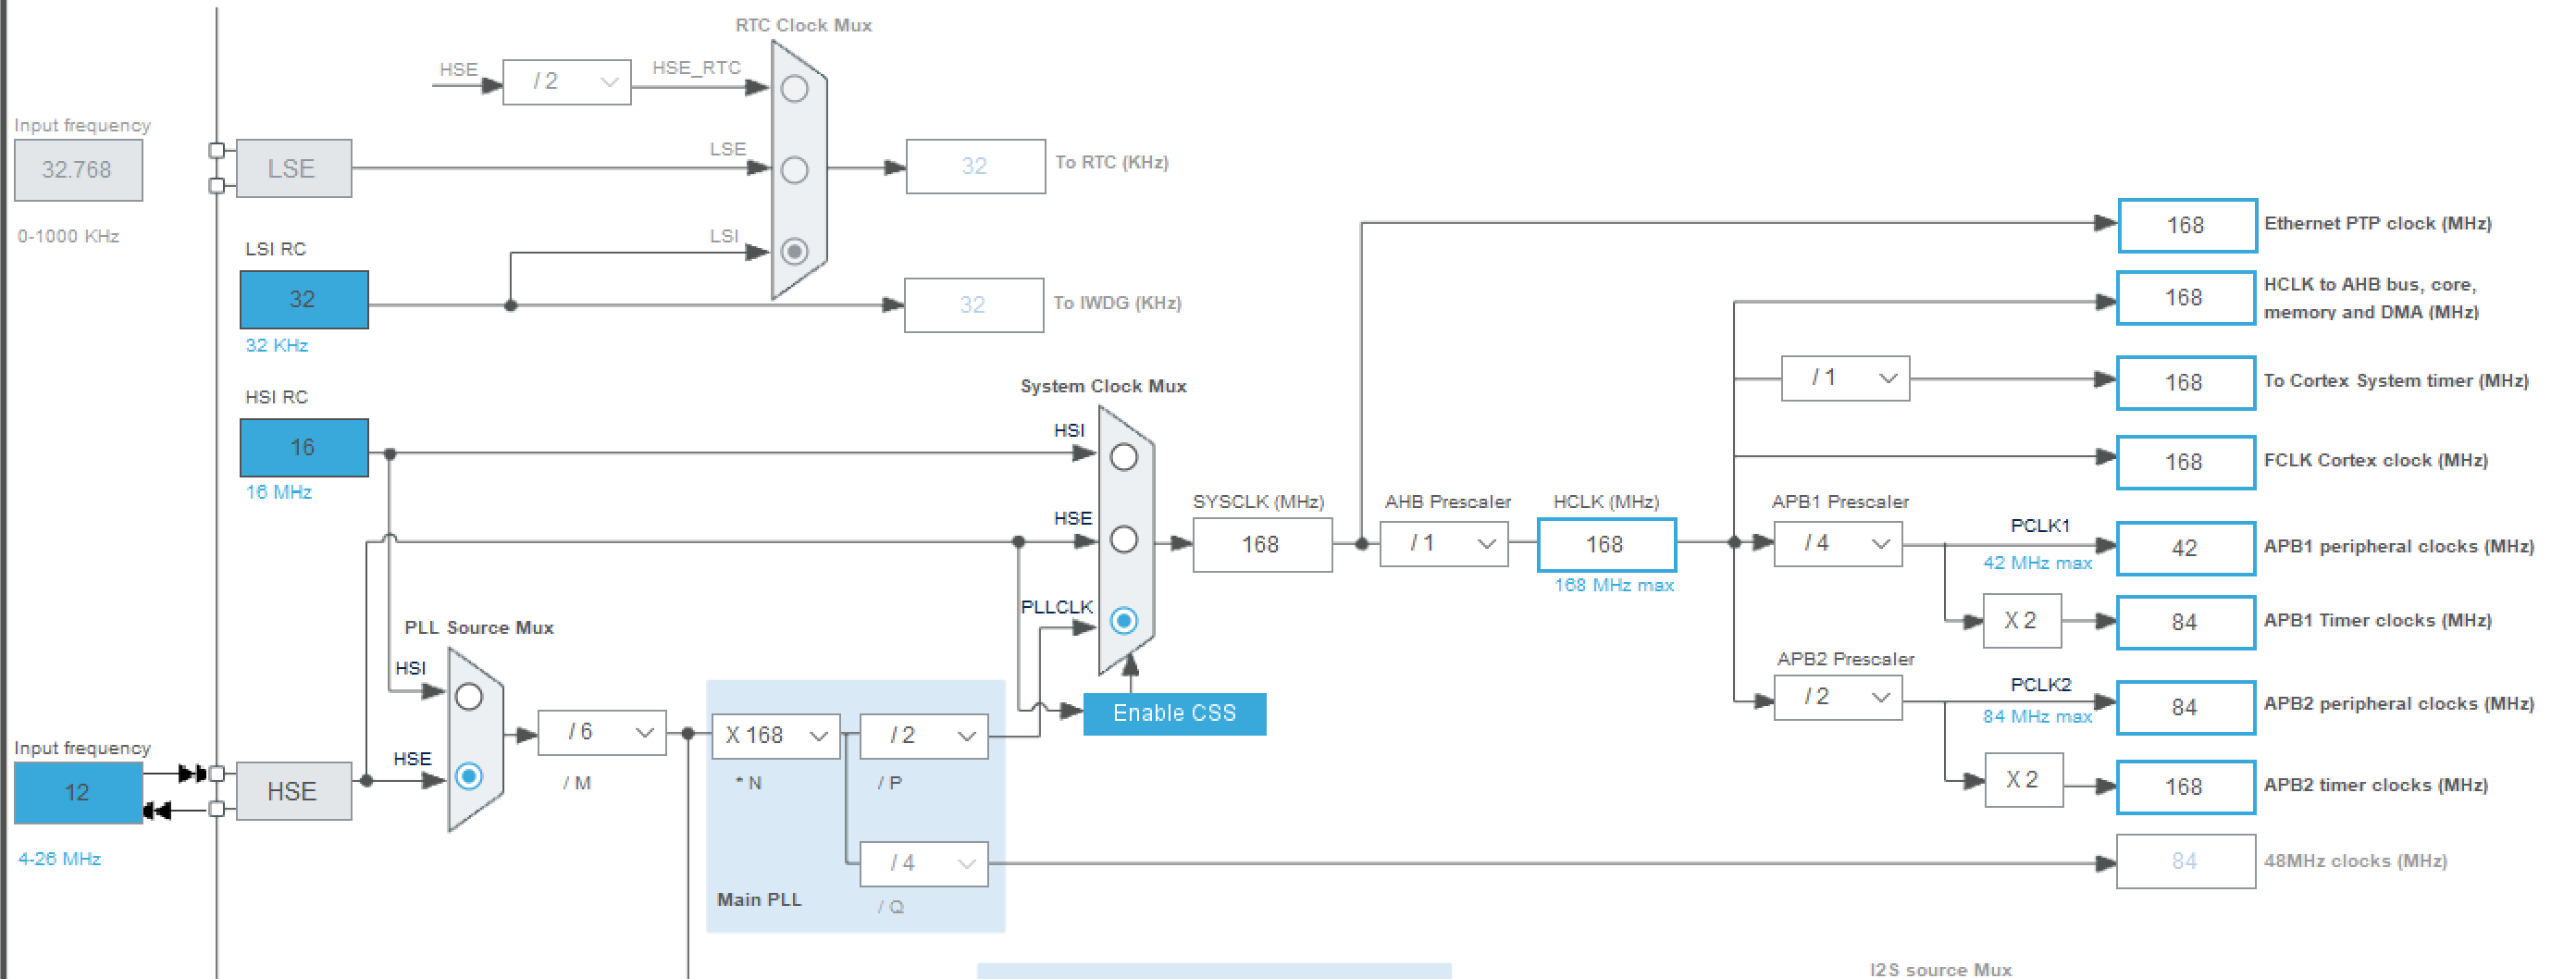 RTC Clock Mux
HSE
/ 2
HSE_RTC
Input frequency
32.768
LSE
LSE
32
To RTC (KHz)
0-1000 KHz
LSI RC
LSI
32
32
To IWDG (KHz)
32 KHz
168
Ethernet PTP clock (MHz)
168
HCLK to AHB bus, core,
memory and DMA (MHz)
System Clock Mux
/ 1
168
To Cortex System timer (MHz)
HSI RC
16
16 MHz
HSI
168
FCLK Cortex clock (MHz)
HSE
SYSCLK (MHz)
AHB Prescaler
HCLK (MHz)
APB1 Prescaler
168
/ 1
168
168 MHz max
/ 4
PCLK1
42 MHz max
42
APB1 peripheral clocks (MHz)
PLLCLK
X 2
84
APB1 Timer clocks (MHz)
PLL Source Mux
HSI
APB2 Prescaler
/ 2
PCLK2
84 MHz max
84
APB2 peripheral clocks (MHz)
Enable CSS
Input frequency
12
4-26 MHz
HSE
HSE
/ 6
/ M
X 168
* N
/ 2
/ P
X 2
168
APB2 timer clocks (MHz)
/ 4
/ Q
Main PLL
84
48MHz clocks (MHz)
I2S source Mux